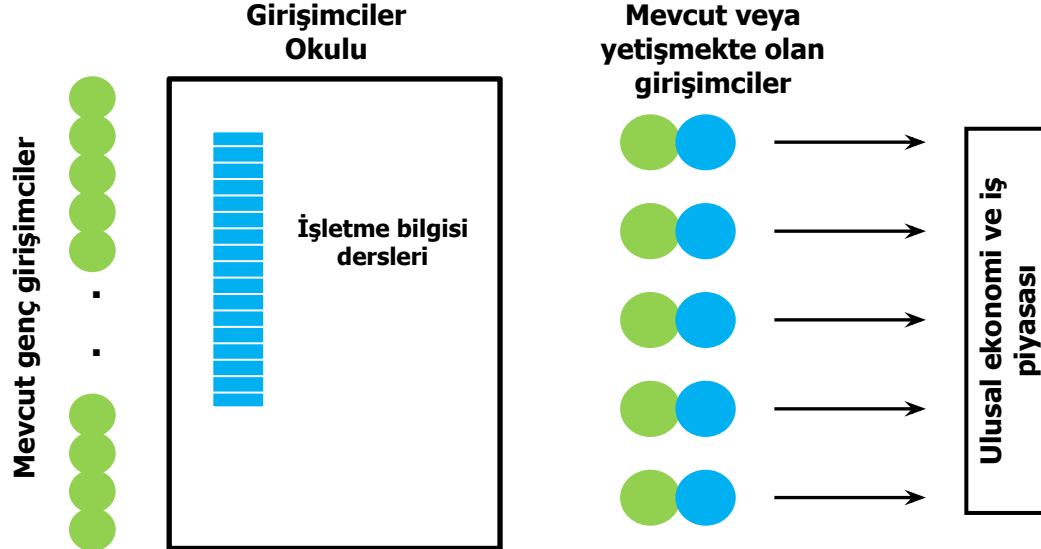 Girişimciler
Okulu
Mevcut veya
yetişmekte olan
girişimciler
Mevcut genç girişimciler
İşletme bilgisi
dersleri
Ulusal ekonomi ve iş
piyasası